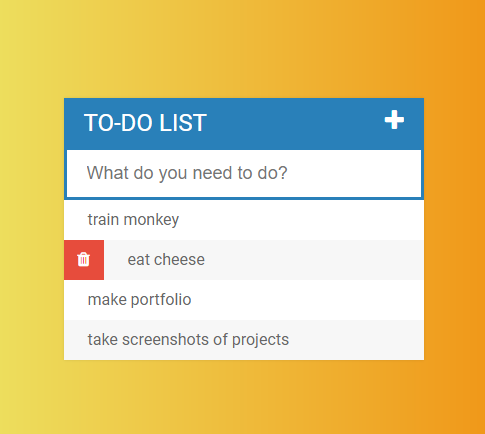 TO-DO LIST
What do you need to do?
train monkey
eat cheese
make portfolio
take screenshots of projects